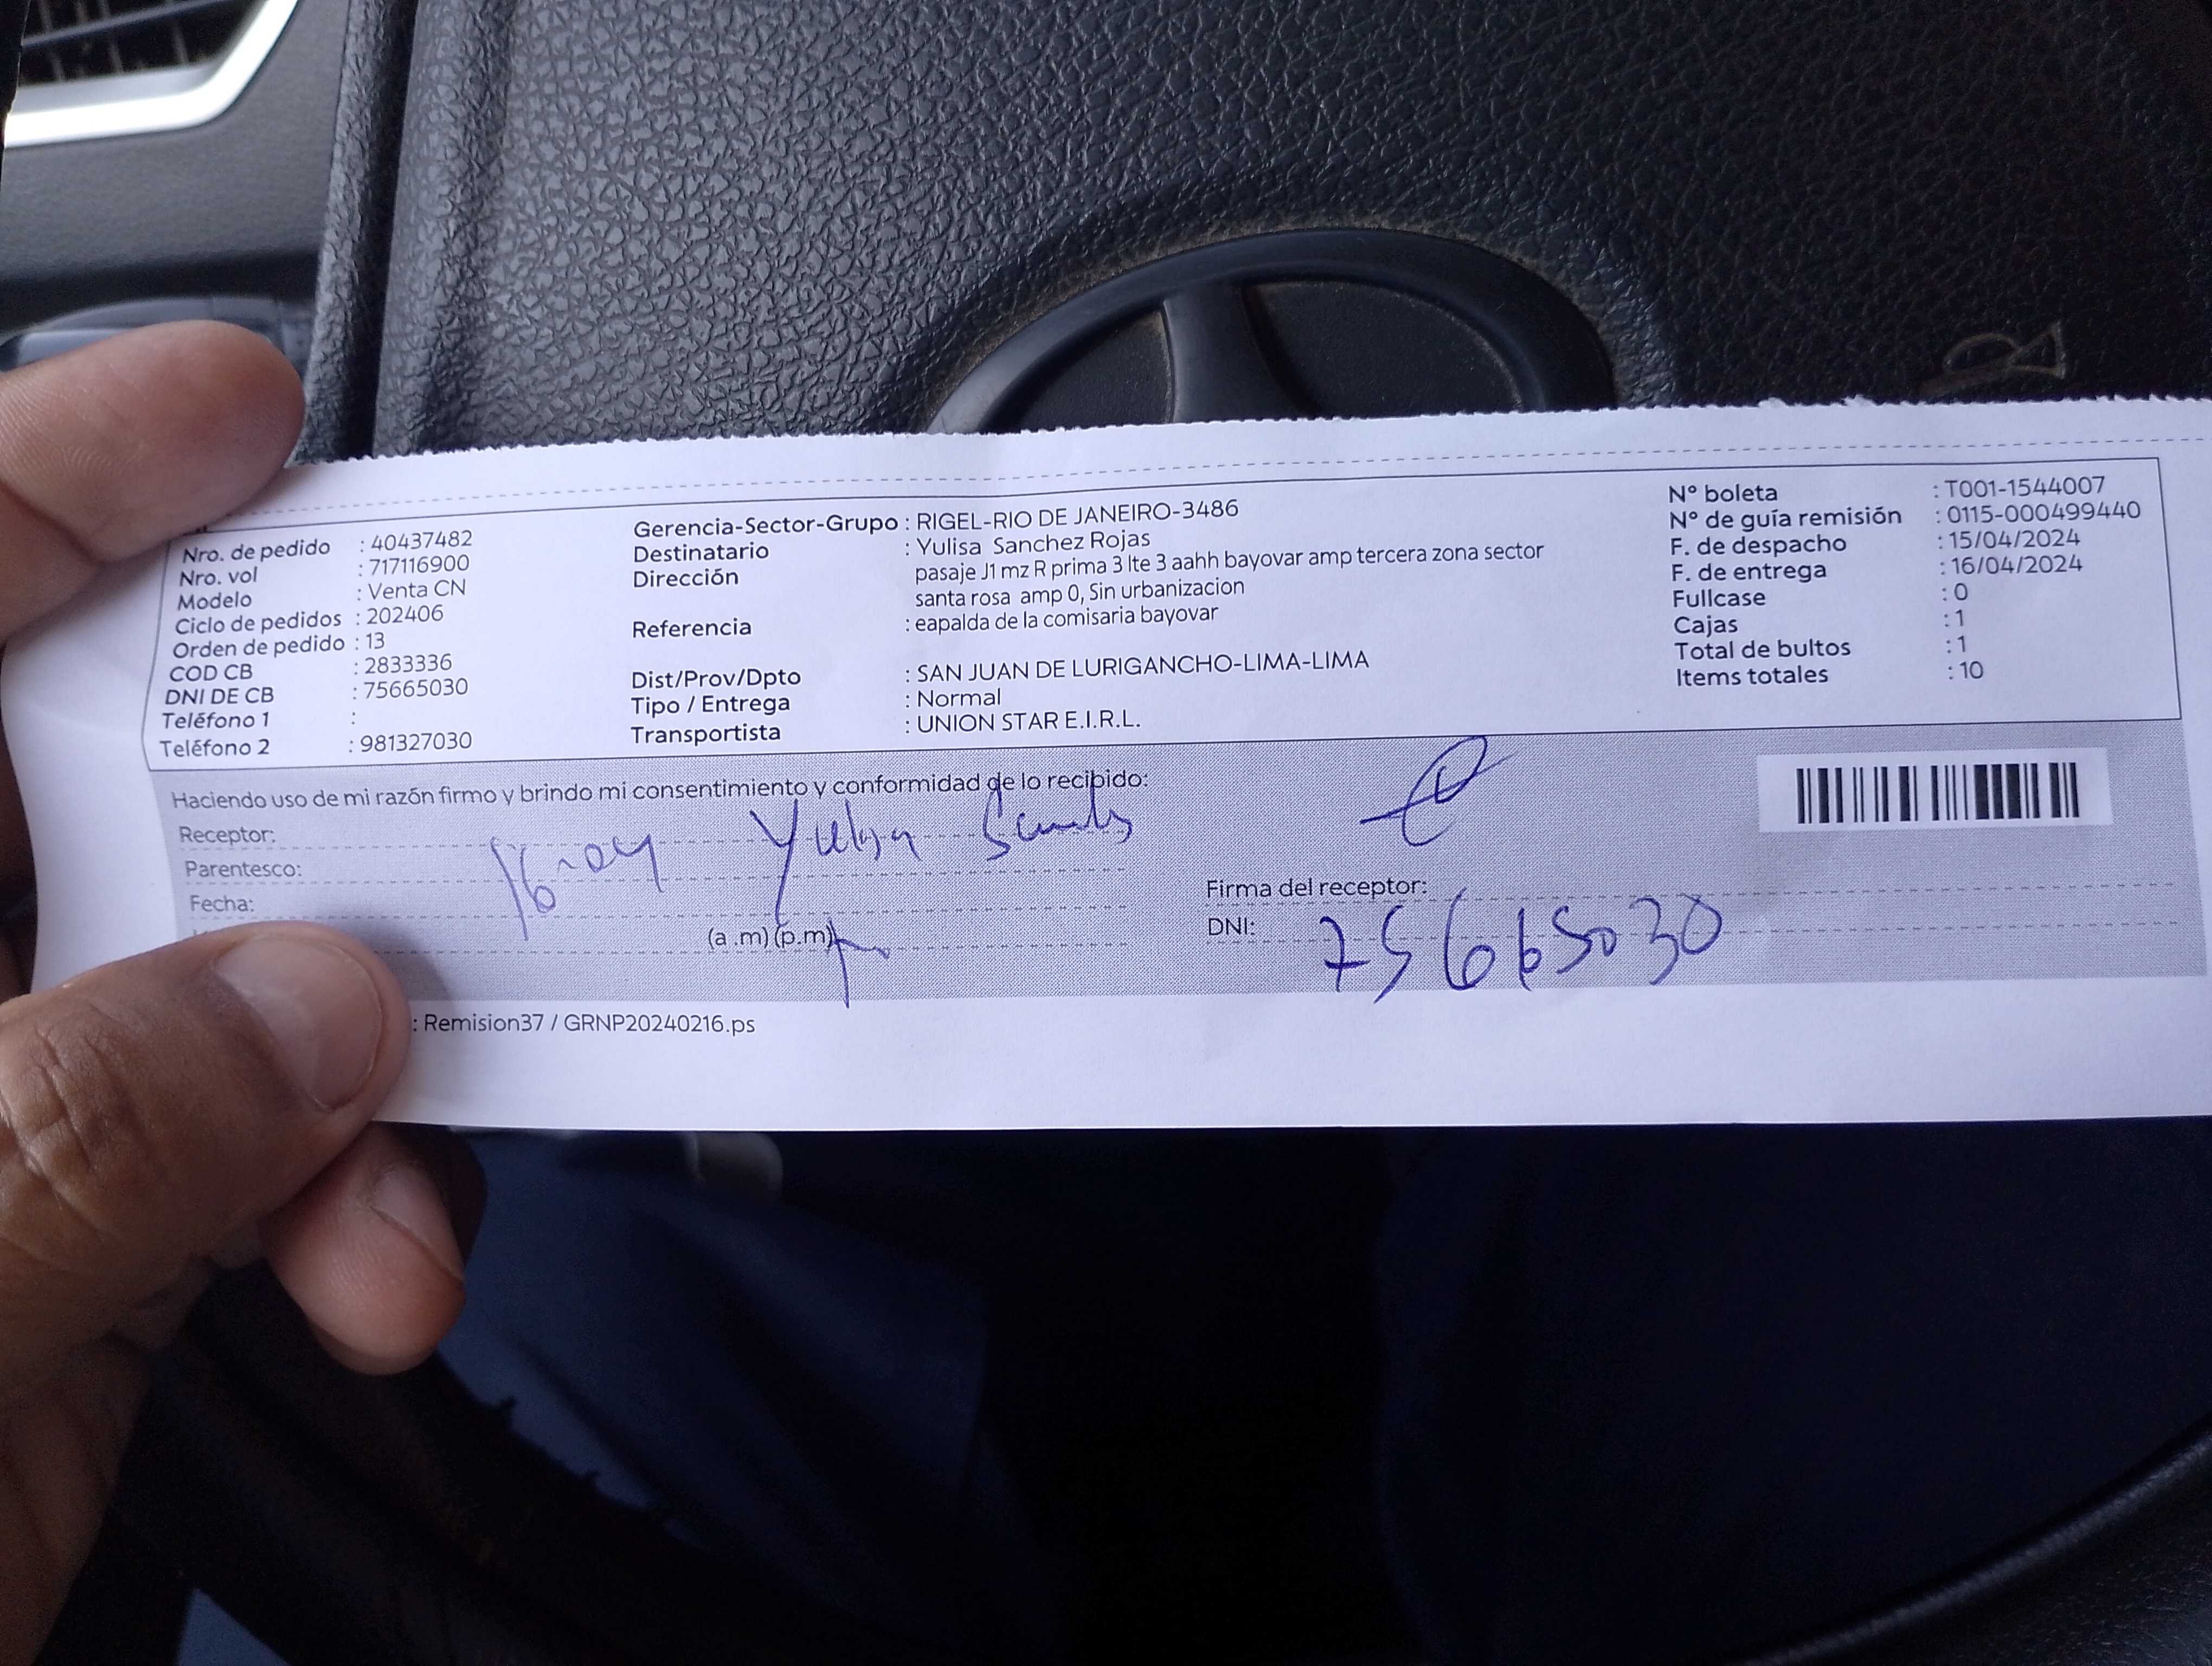 Nro. de pedido : 40437482
Nro. vol : 717116900
Modelo : Venta CN
Ciclo de pedidos : 202406
Orden de pedido : 13
COD CB : 2833336
DNI DE CB : 75665030
Teléfono 1 :
Teléfono 2 : 981327030
Gerencia-Sector-Grupo : RIGEL-RIO DE JANEIRO-3486
Destinatario : Yulisa Sanchez Rojas
Dirección pasaje J1 mz R prima 3 lte 3 aahh bayovar amp tercera zona sector
santa rosa amp 0, Sin urbanizacion
Referencia : eapalda de la comisaria bayovar
Dist/Prov/Dpto : SAN JUAN DE LURIGANCHO-LIMA-LIMA
Tipo / Entrega : Normal
Transportista : UNION STAR E.I.R.L.
N° boleta : T001-1544007
N° de guía remisión : 0115-000499440
F. de despacho : 15/04/2024
F. de entrega : 16/04/2024
Fullcase : 0
Cajas : 1
Total de bultos : 1
Items totales : 10
Haciendo uso de mi razón firmo y brindo mi consentimiento y conformidad de lo recibido:
Receptor: Yulisa
Parentesco:
Fecha: 16-04
(a .m) (p.m)
Firma del receptor:
DNI: 75665030
: Remision37 / GRNP20240216.ps